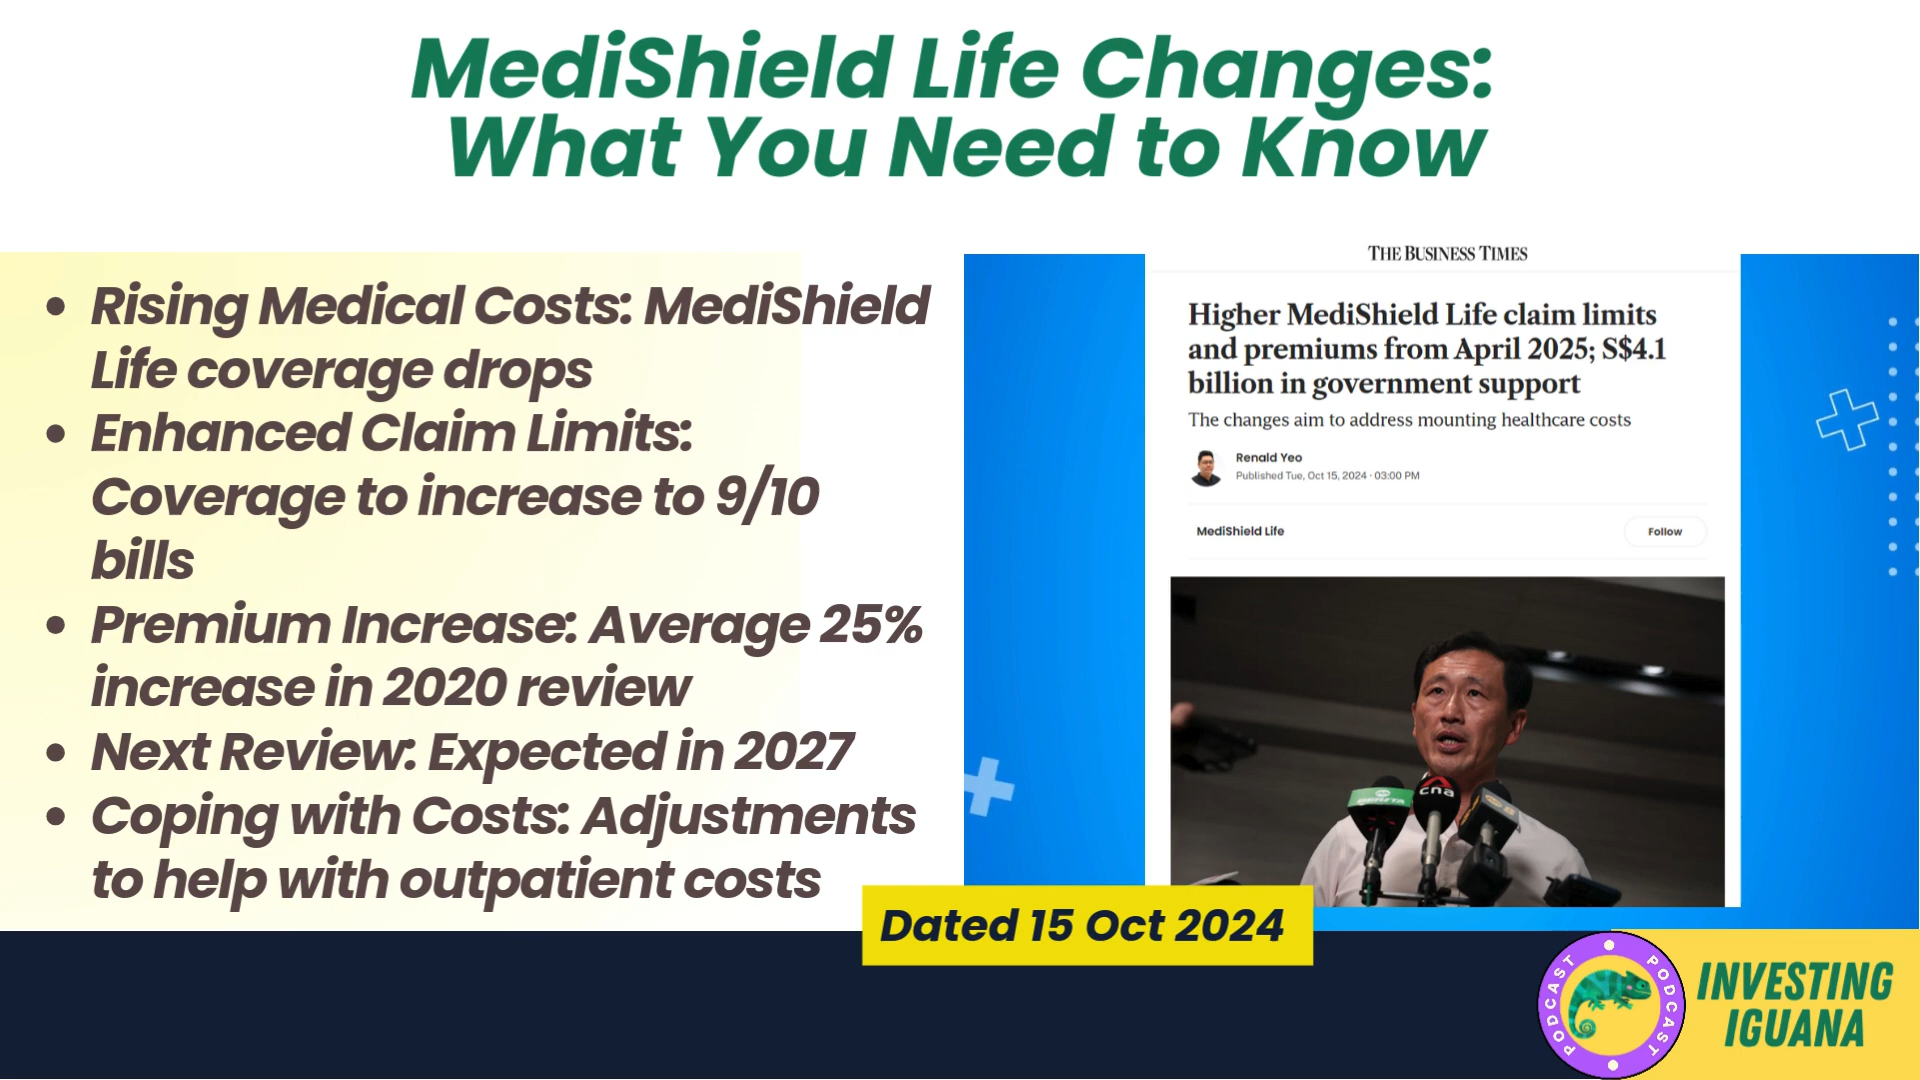 MediShield Life Changes:
What You Need to Know
• Rising Medical Costs: MediShield
Life coverage drops
• Enhanced Claim Limits:
Coverage to increase to 9/10
bills
• Premium Increase: Average 25%
increase in 2020 review
• Next Review: Expected in 2027
• Coping with Costs: Adjustments
to help with outpatient costs
THE BUSINESS TIMES
Higher MediShield Life claim limits
and premiums from April 2025; S$4.1
billion in government support
The changes aim to address mounting healthcare costs
Renald Yeo
Published Tue, Oct 15, 2024 · 03:00 PM
MediShield Life
Follow
BERITA
cna
8
Dated 15 Oct 2024
PODCAST
PODCAST
INVESTING
IGUANA